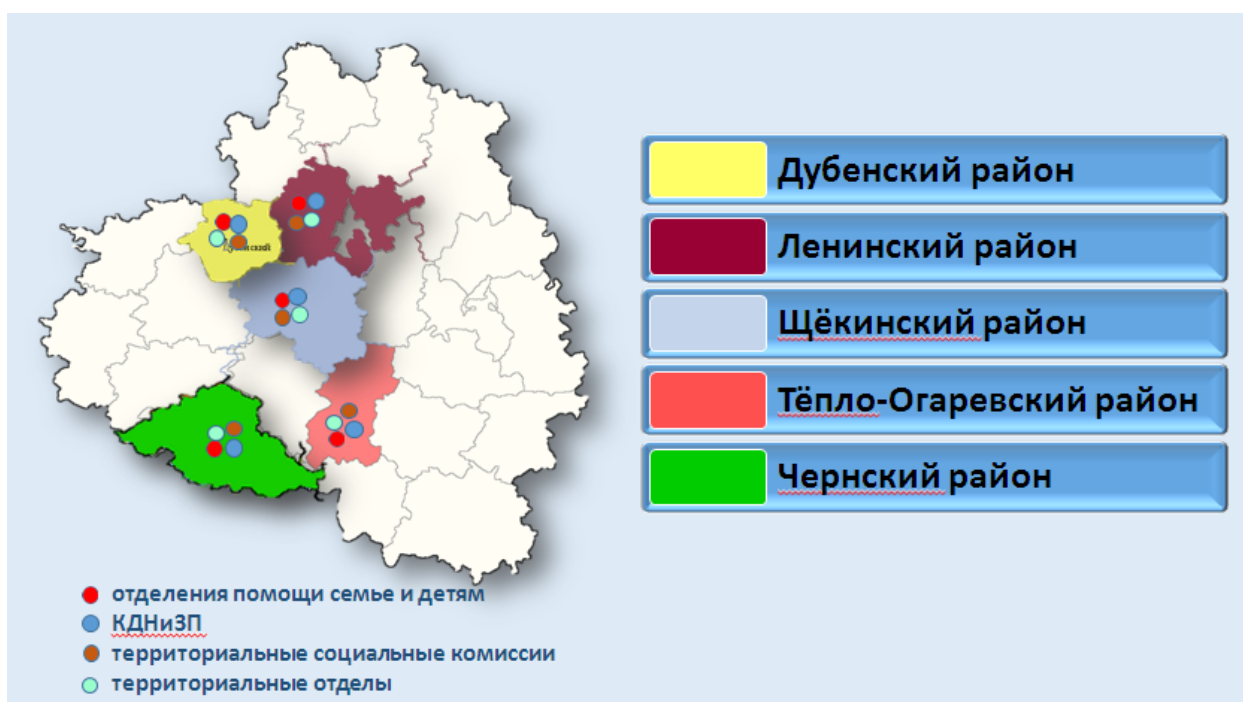 Дубенский
Дубенский район
Ленинский район
Щёкинский район
Тёпло-Огаревский район
Чернский район
отделения помощи семье и детям
КДНиЗП
территориальные социальные комиссии
территориальные отделы